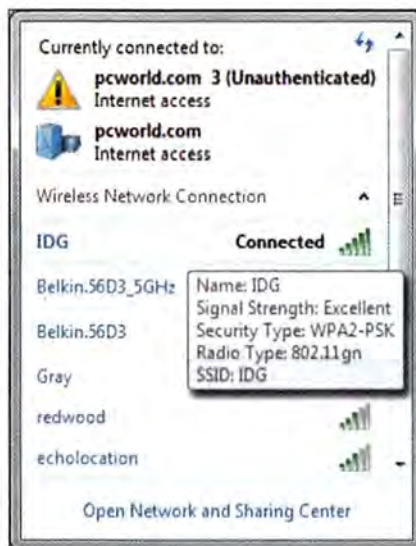 Currently connected to:
pcworld.com 3 (Unauthenticated)
Internet access
pcworld.com
Internet access
Wireless Network Connection
IDG Connected
Belkin.56D3_5GHz
Name: IDG
Signal Strength: Excellent
Security Type: WPA2-PSK
Radio Type: 802.11gn
SSID: IDG
Belkin.56D3
Gray
redwood
echolocation
Open Network and Sharing Center